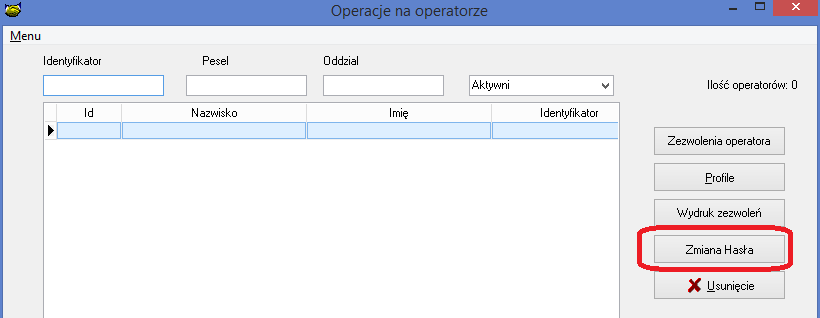 Operacje na operatorze
Menu
Identyfikator Pesel Oddział
Aktywni Ilość operatorów: 0
Id Nazwisko Imię Identyfikator
Zezwolenia operatora
Profile
Wydruk zezwoleń
Zmiana Hasła
Usunięcie